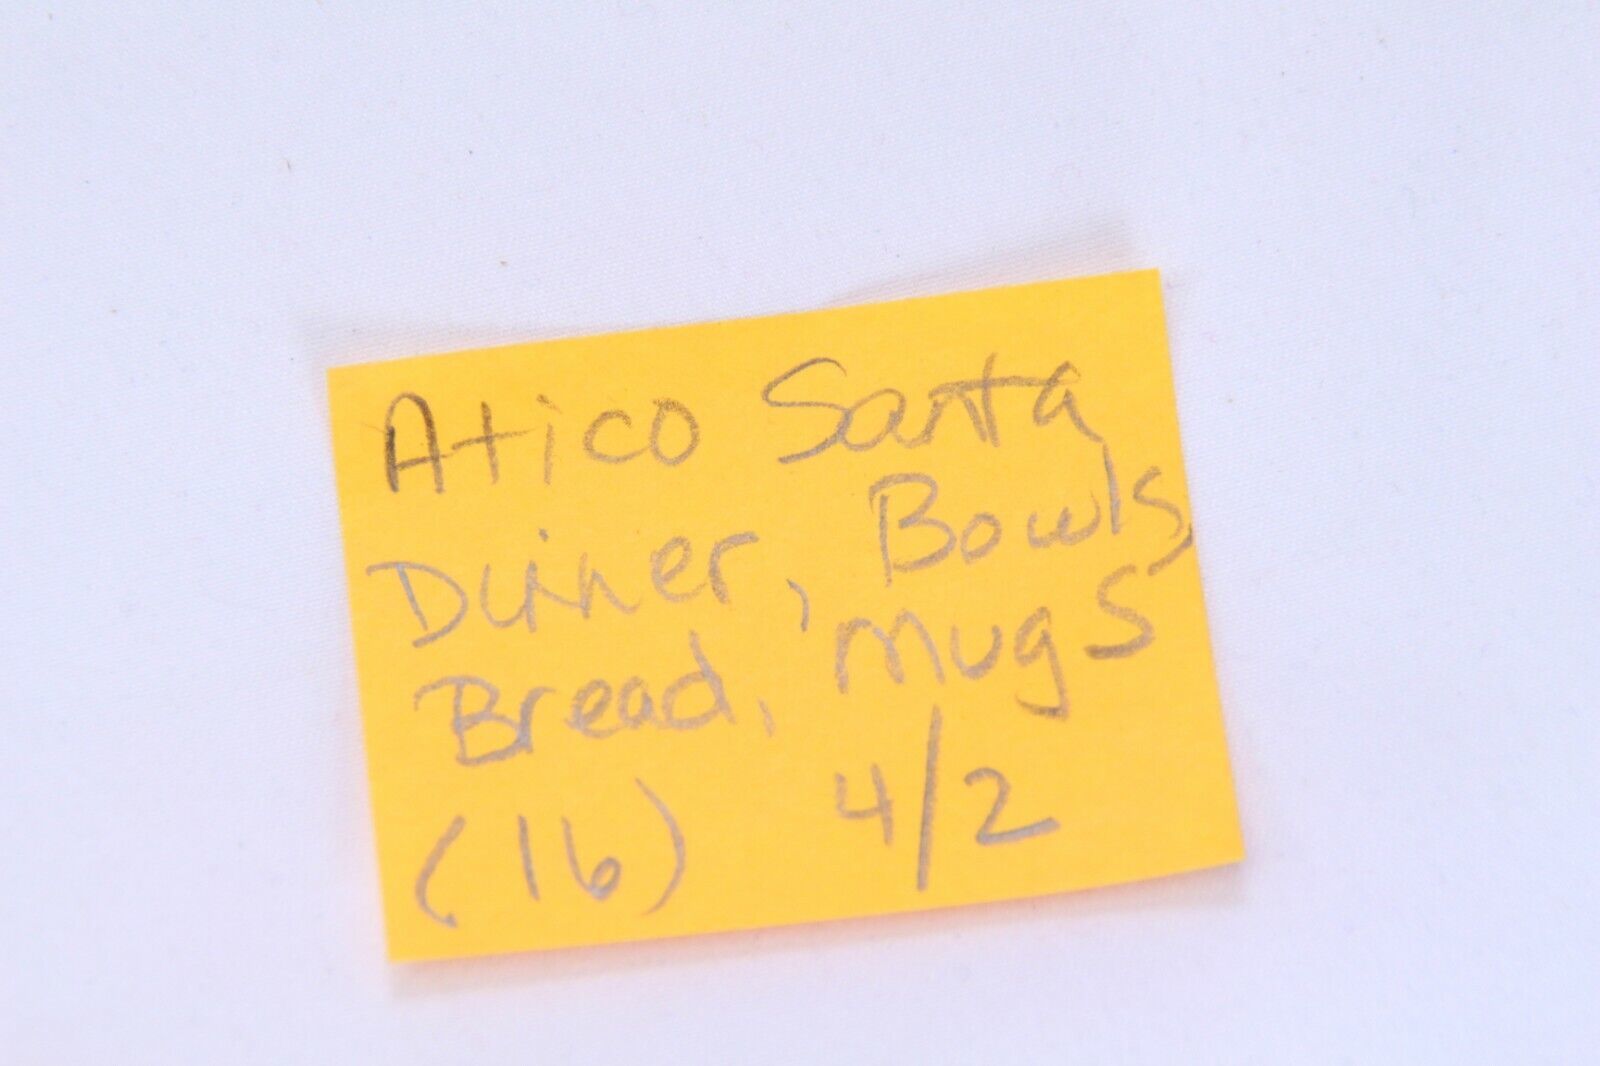 Atico Santa
Dinner, Bowls,
Bread, Mugs
(16) 4/2